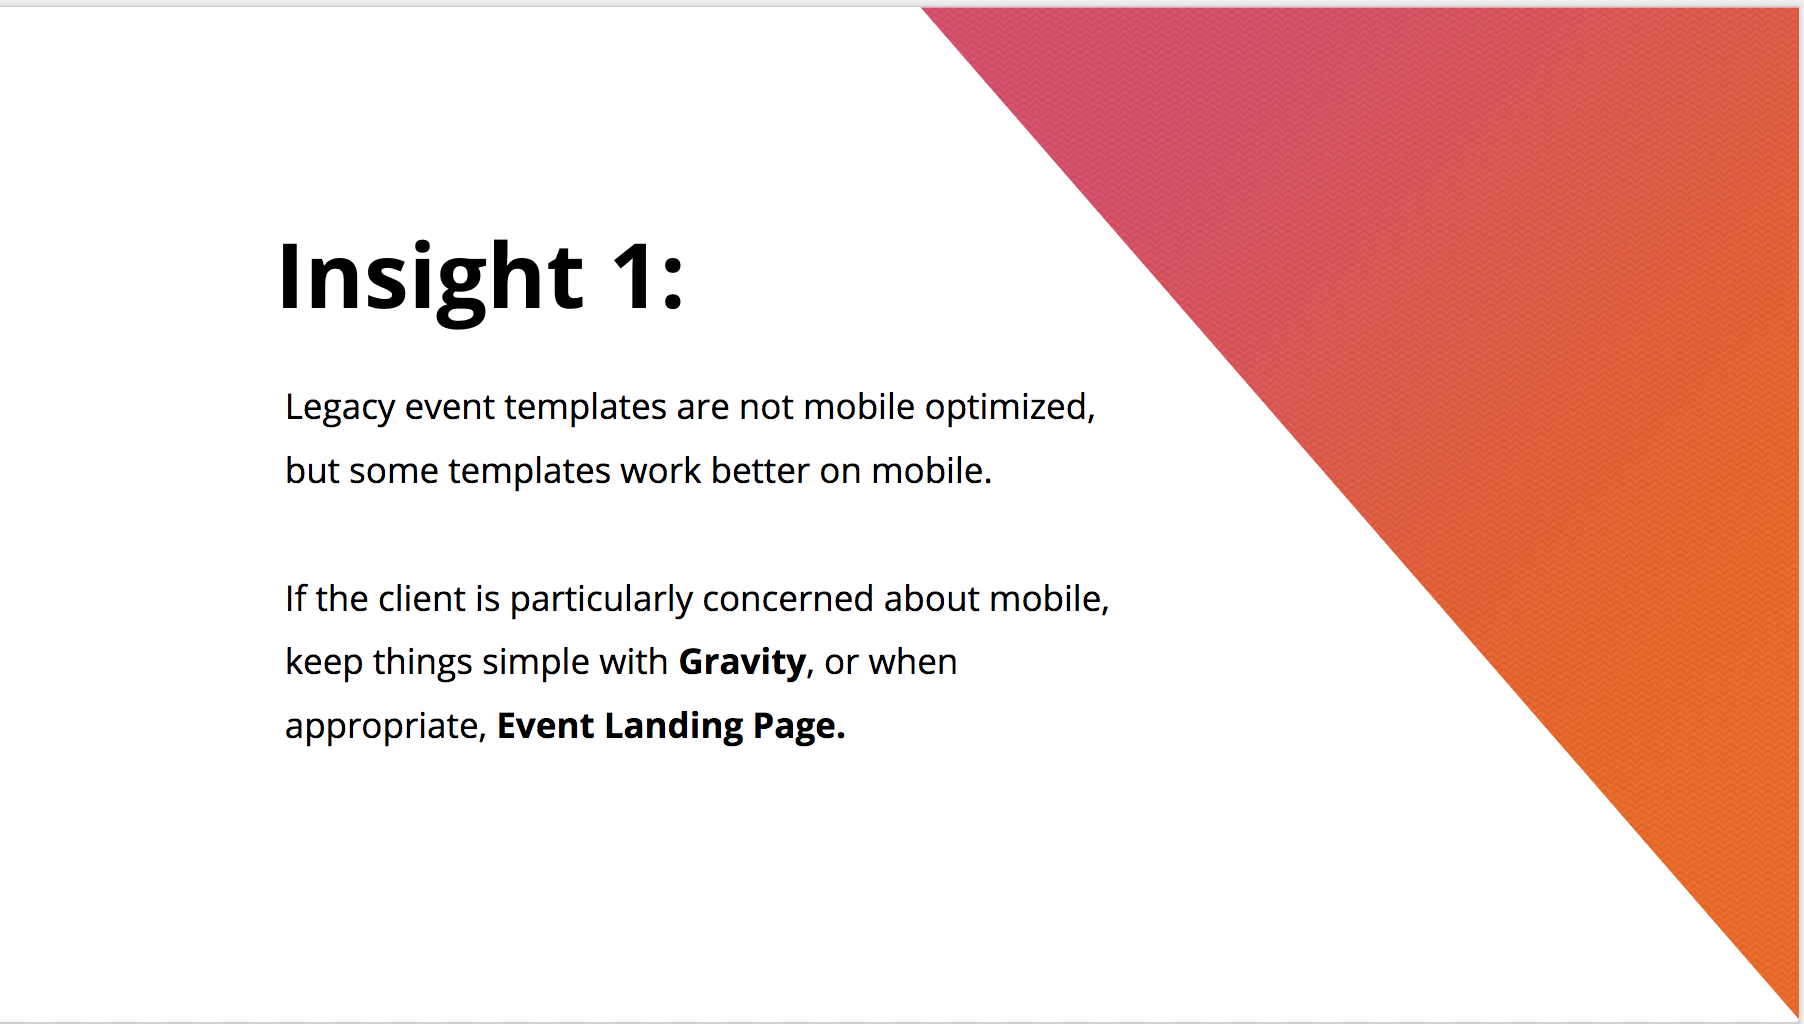 Insight 1:
Legacy event templates are not mobile optimized,
but some templates work better on mobile.
If the client is particularly concerned about mobile,
keep things simple with Gravity, or when
appropriate, Event Landing Page.